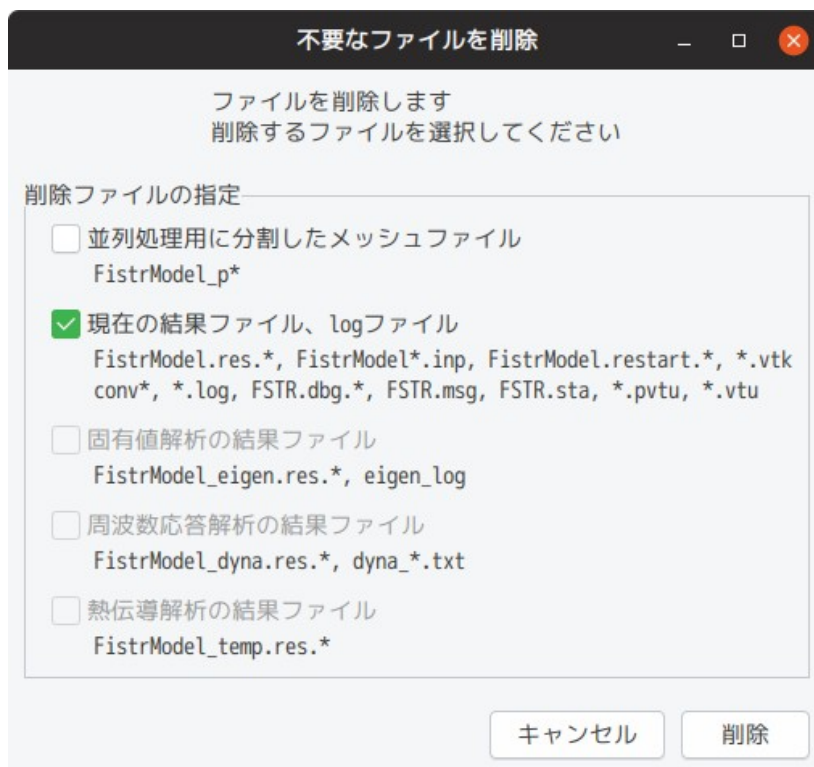 不要なファイルを削除
ファイルを削除します
削除するファイルを選択してください
削除ファイルの指定
並列処理用に分割したメッシュファイル
FistrModel_p*
現在の結果ファイル、logファイル
FistrModel.res.*, FistrModel*.inp, FistrModel.restart.*, *.vtk
conv*, *.log, FSTR.dbg.*, FSTR.msg, FSTR.sta, *.pvtu, *.vtu
固有値解析の結果ファイル
FistrModel_eigen.res.*, eigen_log
周波数応答解析の結果ファイル
FistrModel_dyna.res.*, dyna_*.txt
熱伝導解析の結果ファイル
FistrModel_temp.res.*
キャンセル 削除